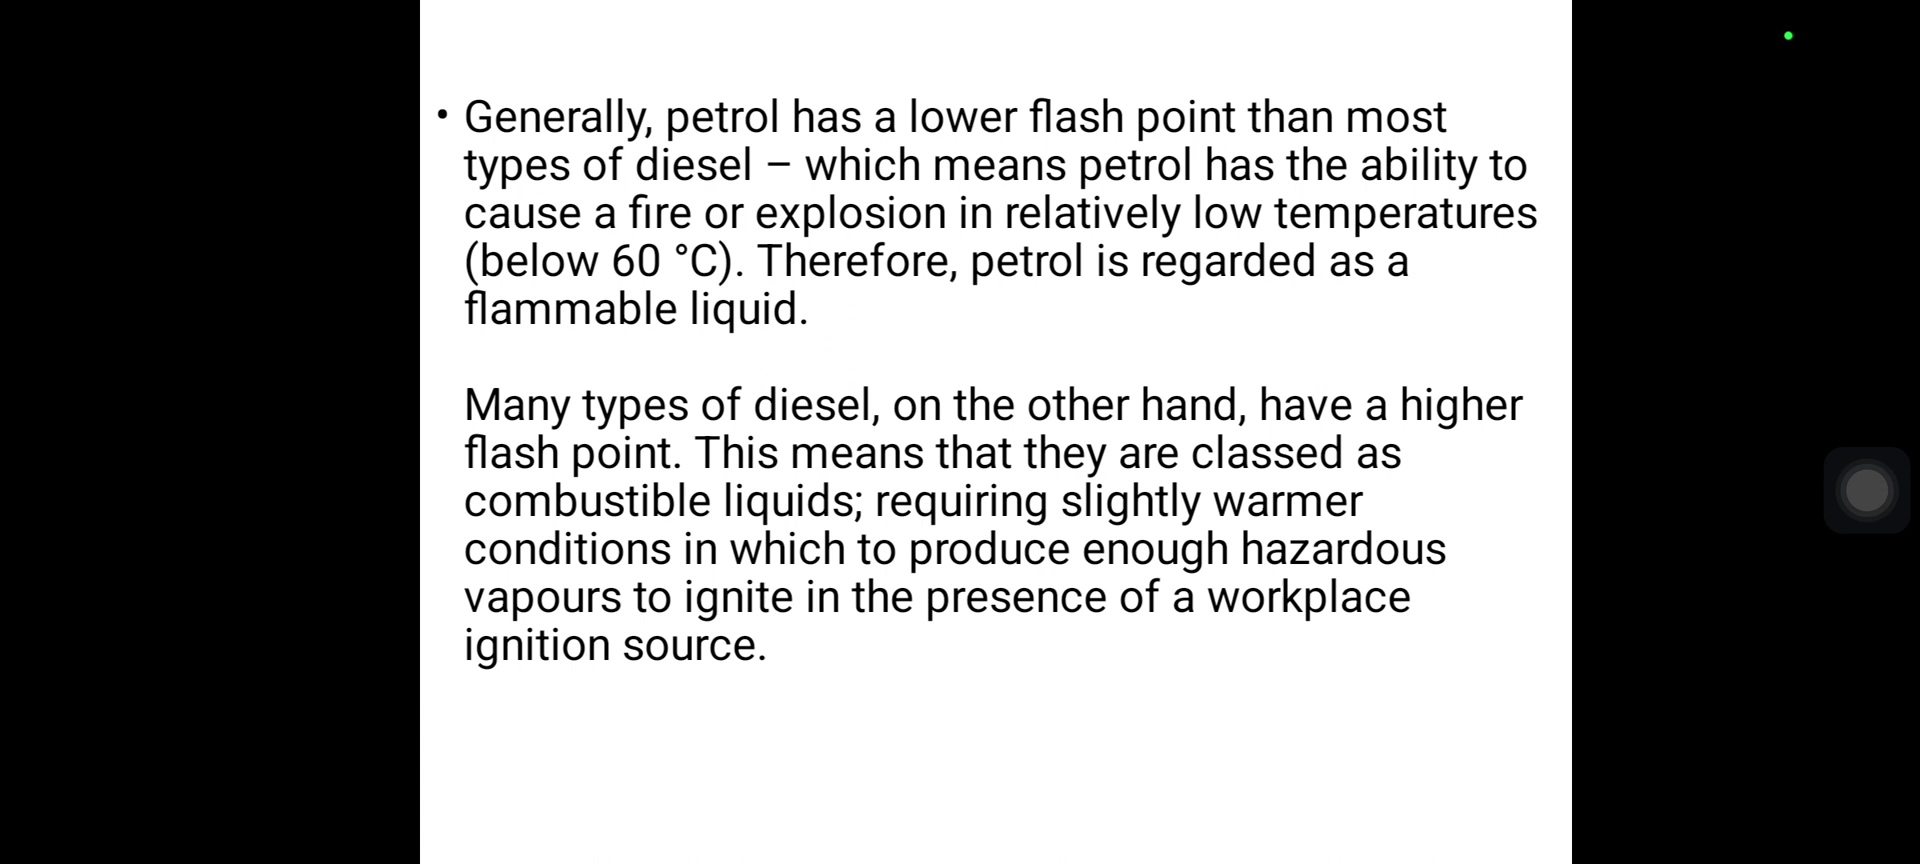 • Generally, petrol has a lower flash point than most
types of diesel – which means petrol has the ability to
cause a fire or explosion in relatively low temperatures
(below 60 °C). Therefore, petrol is regarded as a
flammable liquid.
Many types of diesel, on the other hand, have a higher
flash point. This means that they are classed as
combustible liquids; requiring slightly warmer
conditions in which to produce enough hazardous
vapours to ignite in the presence of a workplace
ignition source.